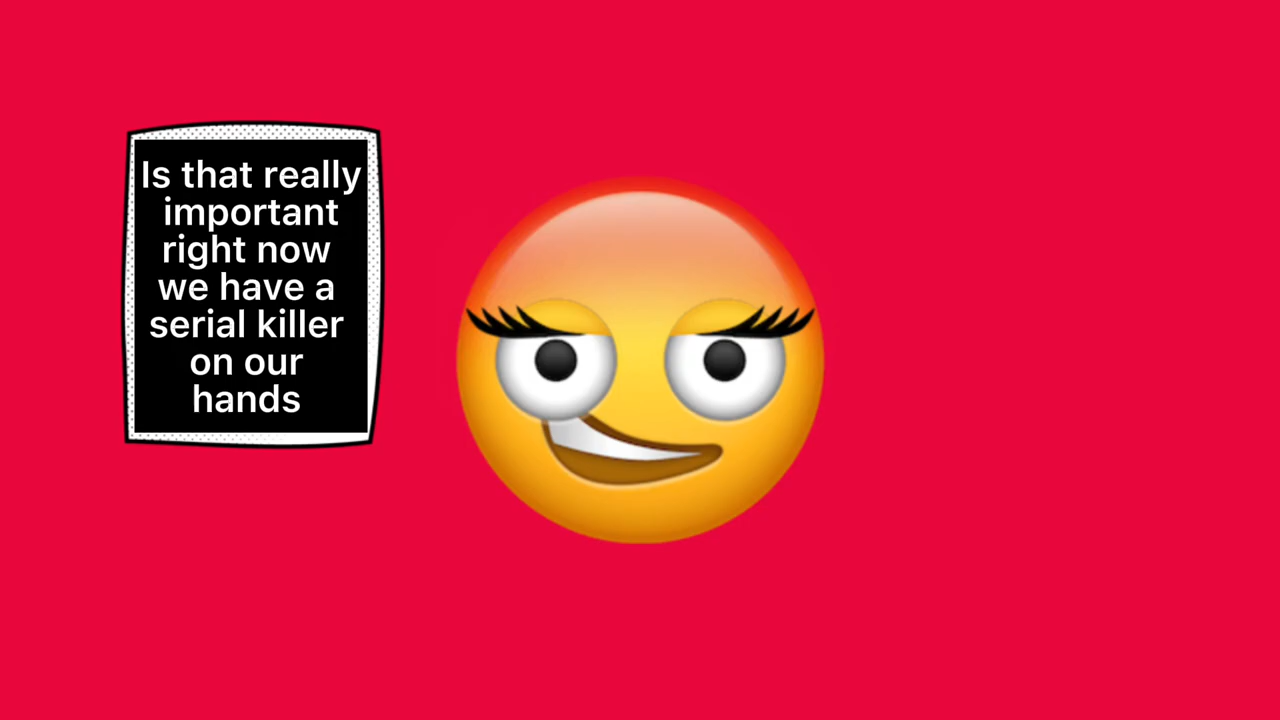 Is that really
important
right now
we have a
serial killer
on our
hands